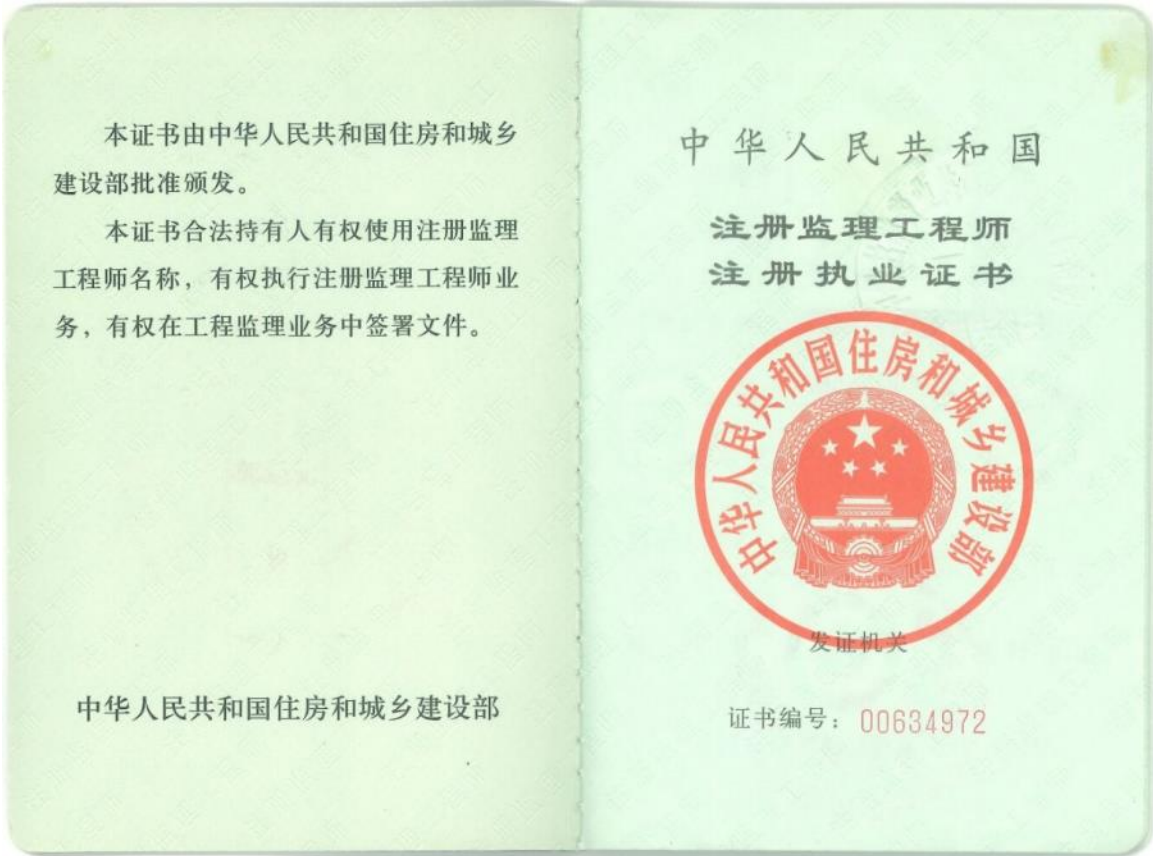 本证书由中华人民共和国住房和城乡
建设部批准颁发。
本证书合法持有人有权使用注册监理
工程师名称，有权执行注册监理工程师业
务，有权在工程监理业务中签署文件。
中华人民共和国住房和城乡建设部
中华人民共和国
注册监理工程师
注册执业证书
中华人民共和国住房和城乡建设部
发证机关
证书编号：00634972